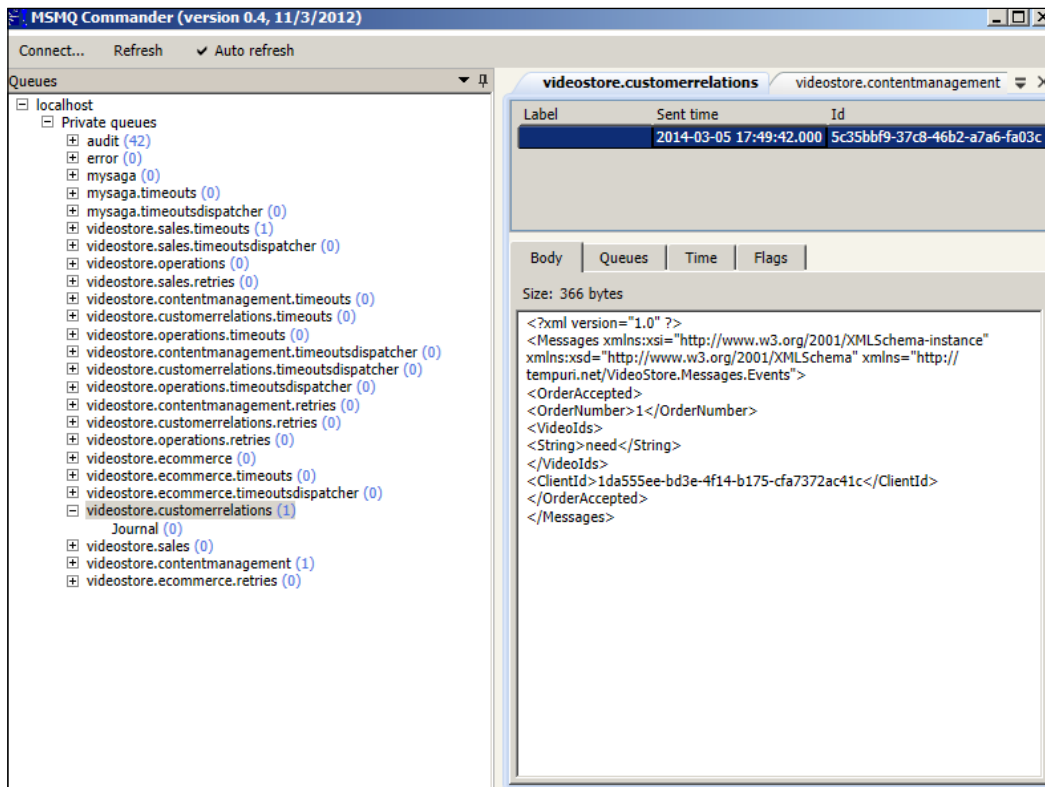 MSMQ Commander (version 0.4, 11/3/2012)
Connect... Refresh ✔ Auto refresh
Queues
localhost
Private queues
audit (42)
error (0)
mysaga (0)
mysaga.timeouts (0)
mysaga.timeoutsdispatcher (0)
videostore.sales.timeouts (1)
videostore.sales.timeoutsdispatcher (0)
videostore.operations (0)
videostore.sales.retries (0)
videostore.contentmanagement.timeouts (0)
videostore.customerrelations.timeouts (0)
videostore.operations.timeouts (0)
videostore.contentmanagement.timeoutsdispatcher (0)
videostore.customerrelations.timeoutsdispatcher (0)
videostore.operations.timeoutsdispatcher (0)
videostore.contentmanagement.retries (0)
videostore.customerrelations.retries (0)
videostore.operations.retries (0)
videostore.ecommerce (0)
videostore.ecommerce.timeouts (0)
videostore.ecommerce.timeoutsdispatcher (0)
videostore.customerrelations (1)
Journal (0)
videostore.sales (0)
videostore.contentmanagement (1)
videostore.ecommerce.retries (0)
videostore.customerrelations videostore.contentmanagement
Label Sent time Id
2014-03-05 17:49:42.000 5c35bbf9-37c8-46b2-a7a6-fa03c
Body Queues Time Flags
Size: 366 bytes
<?xml version="1.0" ?>
<Messages xmlns:xsi="http://www.w3.org/2001/XMLSchema-instance"
xmlns:xsd="http://www.w3.org/2001/XMLSchema" xmlns="http://
tempuri.net/VideoStore.Messages.Events">
<OrderAccepted>
<OrderNumber>1</OrderNumber>
<VideoIds>
<String>need</String>
</VideoIds>
<ClientId>1da555ee-bd3e-4f14-b175-cfa7372ac41c</ClientId>
</OrderAccepted>
</Messages>